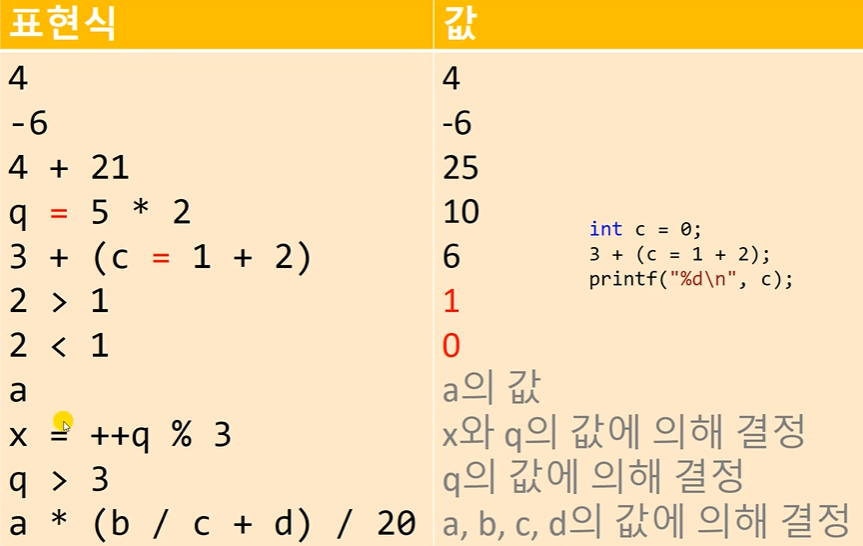 표현식 값
4 4
-6 -6
4 + 21 25
q = 5 * 2 10
3 + (c = 1 + 2) 6
2 > 1 1
2 < 1 0
a a의 값
x = ++q % 3 x와 q의 값에 의해 결정
q > 3 q의 값에 의해 결정
a * (b / c + d) / 20 a, b, c, d의 값에 의해 결정
int c = 0;
3 + (c = 1 + 2);
printf("%d\n", c);